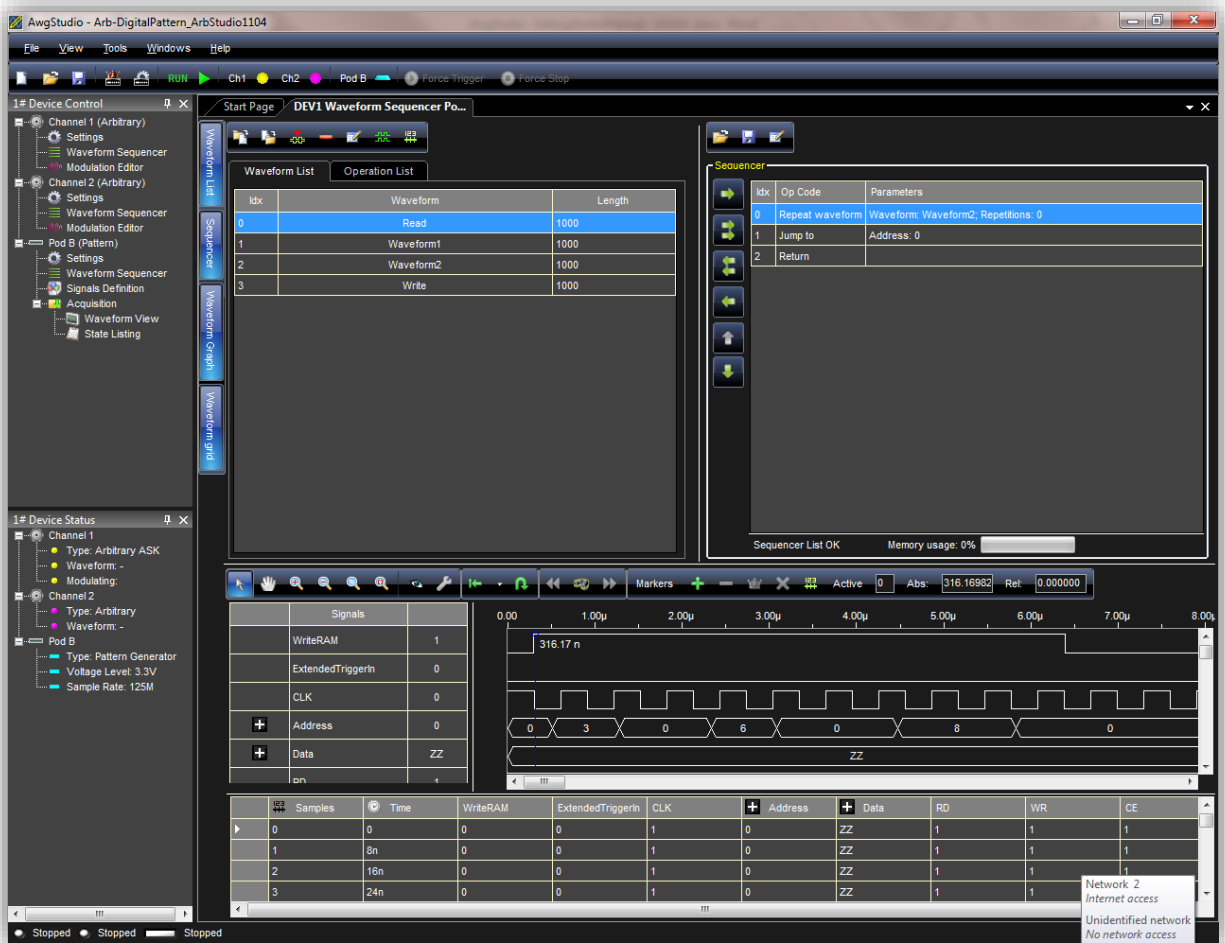 AwgStudio - Arb-DigitalPattern_ArbStudio1104
File View Tools Windows Help
RUN Ch1 Ch2 Pod B Force Trigger Force Stop
1# Device Control
Channel 1 (Arbitrary)
Settings
Waveform Sequencer
Modulation Editor
Channel 2 (Arbitrary)
Settings
Waveform Sequencer
Modulation Editor
Pod B (Pattern)
Settings
Waveform Sequencer
Signals Definition
Acquisition
Waveform View
State Listing
1# Device Status
Channel 1
Type: Arbitrary ASK
Waveform: -
Modulating:
Channel 2
Type: Arbitrary
Waveform: -
Pod B
Type: Pattern Generator
Voltage Level: 3.3V
Sample Rate: 125M
Start Page DEV1 Waveform Sequencer Po...
Waveform List
Sequencer
Waveform Graph
Waveform grid
Waveform List Operation List
Idx Waveform Length
0 Read 1000
1 Waveform1 1000
2 Waveform2 1000
3 Write 1000
Sequencer
Idx Op Code Parameters
0 Repeat waveform Waveform: Waveform2; Repetitions: 0
1 Jump to Address: 0
2 Return
Sequencer List OK Memory usage: 0%
Markers Active 0 Abs: 316.16982 Rel: 0.000000
Signals
WriteRAM 1
ExtendedTriggerIn 0
CLK 0
Address 0
Data ZZ
RD 1
0.00 1.00µ 2.00µ 3.00µ 4.00µ 5.00µ 6.00µ 7.00µ 8.00µ
316.17 n
0 3 0 6 0 8 0
ZZ
123 Samples Time WriteRAM ExtendedTriggerIn CLK Address Data RD WR CE
0 0 0 0 1 0 ZZ 1 1 1
1 8n 0 0 1 0 ZZ 1 1 1
2 16n 0 0 1 0 ZZ 1 1 1
3 24n 0 0 1 0 ZZ 1 1
Network 2
Internet access
Unidentified network
No network access
Stopped Stopped Stopped